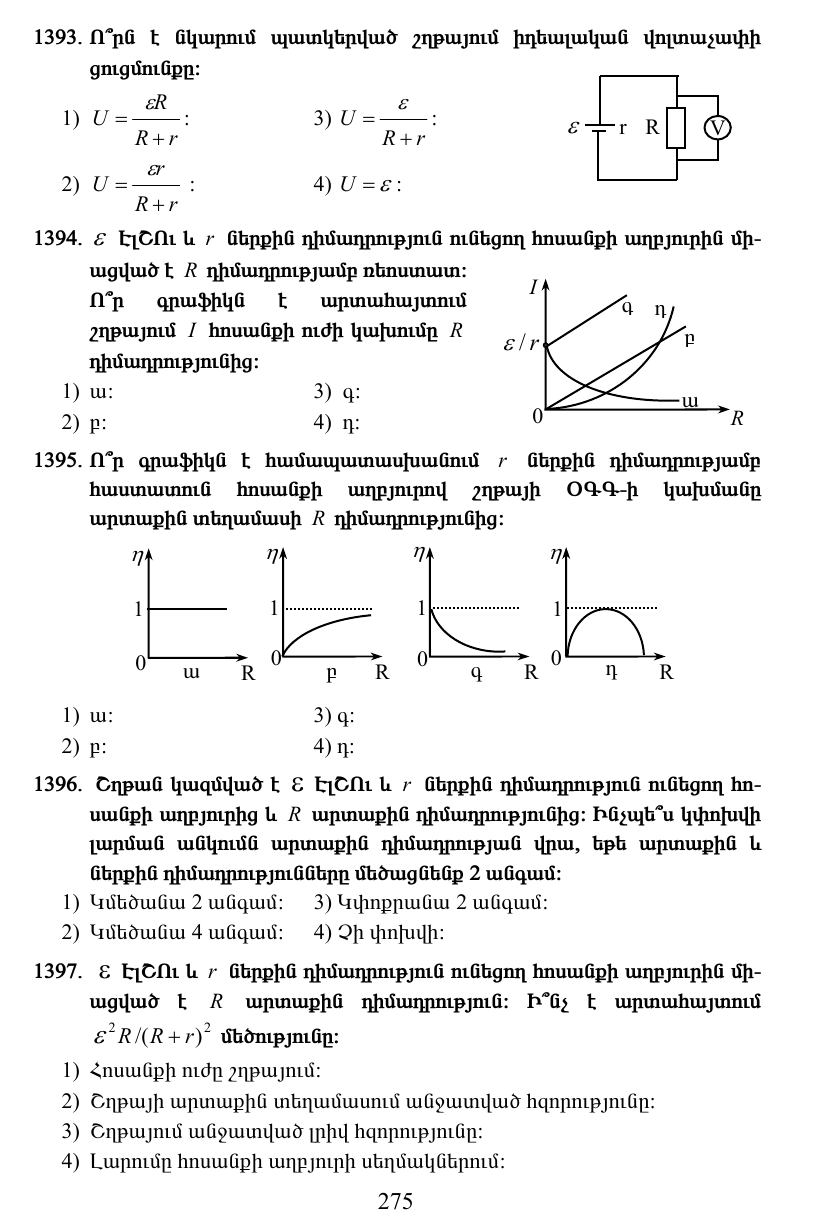 1393. Ո՞րն է նկարում պատկերված շղթայում իդեալական վոլտաչափի
ցուցմունքը:
1) U = εR / (R + r) :
3) U = ε / (R + r) :
2) U = εr / (R + r) :
4) U = ε :
ε r R V
1394. ε ԷլՇՈւ և r ներքին դիմադրություն ունեցող հոսանքի աղբյուրին մի-
ացված է R դիմադրությամբ ռեոստատ:
Ո՞ր գրաֆիկն է արտահայտում
շղթայում I հոսանքի ուժի կախումը R
դիմադրությունից:
1) ա: 3) գ:
2) բ: 4) դ:
I
գ դ
ε / r բ
ա
0 R
1395. Ո՞ր գրաֆիկն է համապատասխանում r ներքին դիմադրությամբ
հաստատուն հոսանքի աղբյուրով շղթայի ՕԳԳ-ի կախմանը
արտաքին տեղամասի R դիմադրությունից:
η η η η
1 1 1 1
0 0 0 0
ա R բ R գ R դ R
1) ա: 3) գ:
2) բ: 4) դ:
1396. Շղթան կազմված է ε ԷլՇՈւ և r ներքին դիմադրություն ունեցող հո-
սանքի աղբյուրից և R արտաքին դիմադրությունից: Ինչպե՞ս կփոխվի
լարման անկումն արտաքին դիմադրության վրա, եթե արտաքին և
ներքին դիմադրությունները մեծացնենք 2 անգամ:
1) Կմեծանա 2 անգամ: 3) Կփոքրանա 2 անգամ:
2) Կմեծանա 4 անգամ: 4) Չի փոխվի:
1397. ε ԷլՇՈւ և r ներքին դիմադրություն ունեցող հոսանքի աղբյուրին մի-
ացված է R արտաքին դիմադրություն: Ի՞նչ է արտահայտում
ε²R/(R + r)² մեծությունը:
1) Հոսանքի ուժը շղթայում:
2) Շղթայի արտաքին տեղամասում անջատված հզորությունը:
3) Շղթայում անջատված լրիվ հզորությունը:
4) Լարումը հոսանքի աղբյուրի սեղմակներում:
275